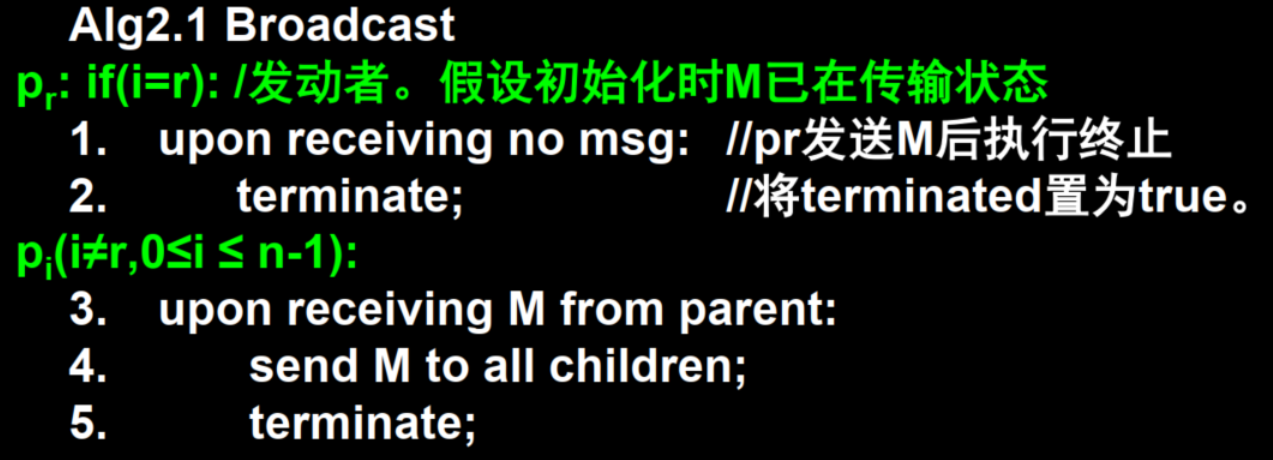 Alg2.1 Broadcast
pr: if(i=r): /发动者。假设初始化时M已在传输状态
1. upon receiving no msg: //pr发送M后执行终止
2. terminate; //将terminated置为true。
pi(i≠r,0≤i ≤ n-1):
3. upon receiving M from parent:
4. send M to all children;
5. terminate;